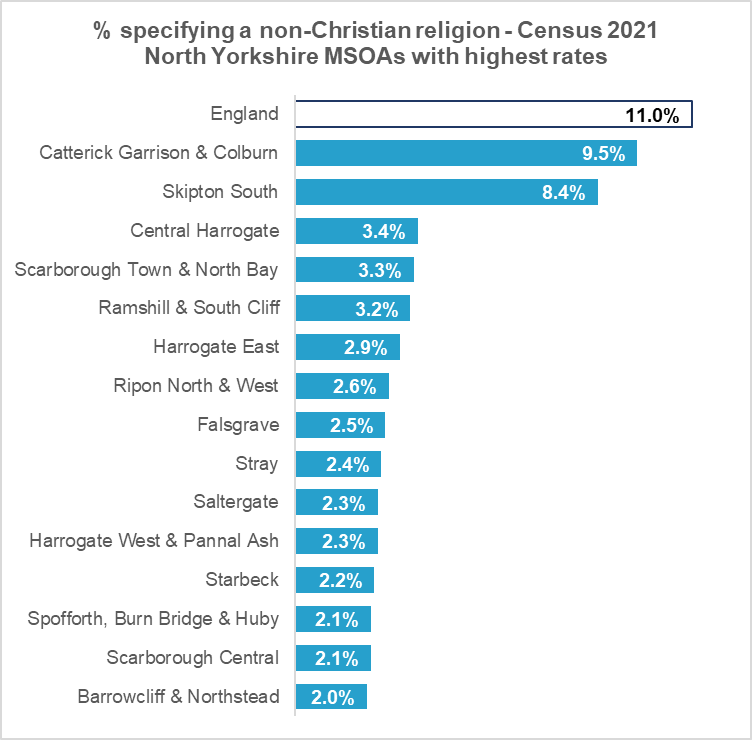 % specifying a non-Christian religion - Census 2021
North Yorkshire MSOAs with highest rates
England 11.0%
Catterick Garrison & Colburn 9.5%
Skipton South 8.4%
Central Harrogate 3.4%
Scarborough Town & North Bay 3.3%
Ramshill & South Cliff 3.2%
Harrogate East 2.9%
Ripon North & West 2.6%
Falsgrave 2.5%
Stray 2.4%
Saltergate 2.3%
Harrogate West & Pannal Ash 2.3%
Starbeck 2.2%
Spofforth, Burn Bridge & Huby 2.1%
Scarborough Central 2.1%
Barrowcliff & Northstead 2.0%